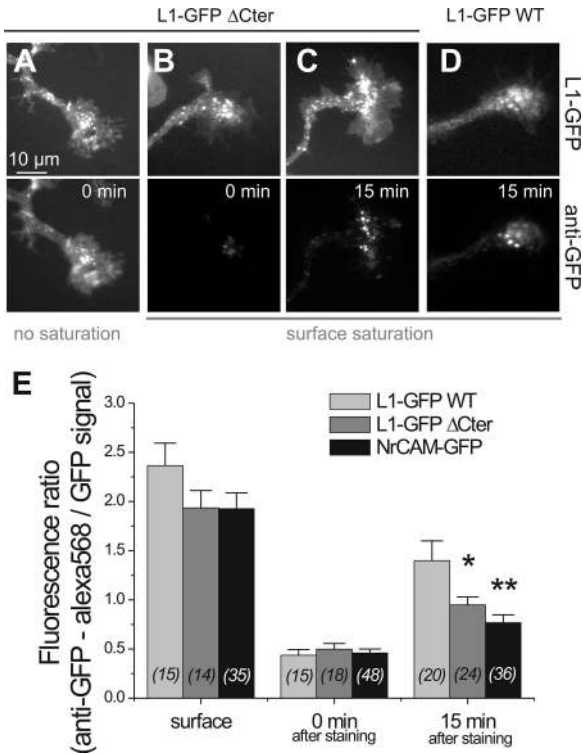 L1-GFP ΔCter
L1-GFP WT
A
B
C
D
L1-GFP
10 µm
0 min
0 min
15 min
15 min
anti-GFP
no saturation
surface saturation
E
Fluorescence ratio
(anti-GFP - alexa568 / GFP signal)
3.0
2.5
2.0
1.5
1.0
0.5
0.0
L1-GFP WT
L1-GFP ΔCter
NrCAM-GFP
*
**
(15) (14) (35)
(15) (18) (48)
(20) (24) (36)
surface
0 min
after staining
15 min
after staining